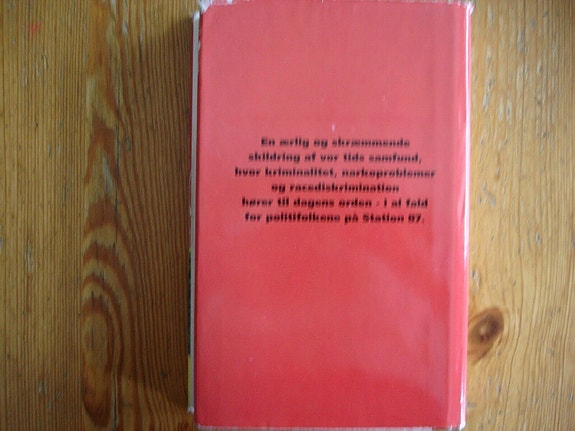 En ærlig og skræmmende
skildring af vor tids samfund,
hvor kriminalitet, narkoproblemer
og racediskrimination
hører til dagens orden - i al fald
for politifolkene på Station 87.